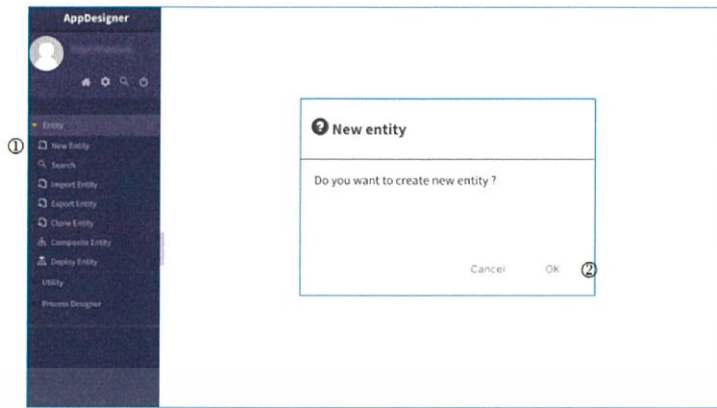 AppDesigner
Entity
①
New Entity
Search
Import Entity
Export Entity
Clone Entity
Composite Entity
Deploy Entity
Utility
Process Designer
New entity
Do you want to create new entity ?
Cancel OK ②